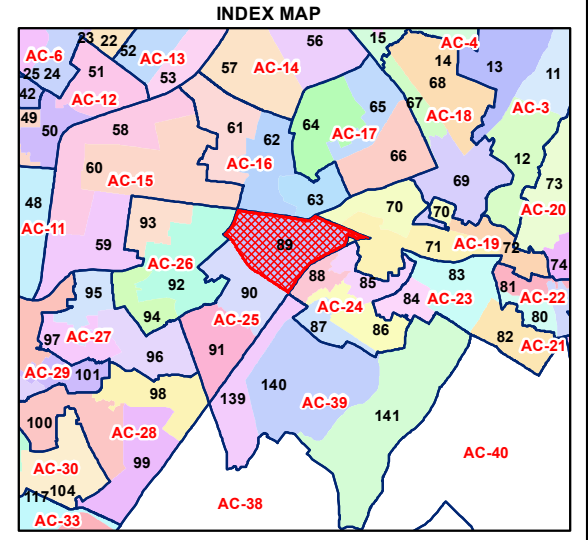 INDEX MAP
23 22 56 15 AC-4
AC-6 52 AC-13 57 AC-14 14 13 11
25 24 51 53 68
42 AC-12 65 67 AC-18 AC-3
49 50 58 61 62 64 AC-17
60 AC-16 66 12
48 AC-15 63 69 73
AC-11 93 70 70 AC-20
59 89 71 AC-19 72
AC-26 88 83 74
95 92 90 85 81 AC-22
94 AC-25 AC-24 84 AC-23 80
97 AC-27 87 86 82 AC-21
96 91
AC-29 101 140 AC-39
98 139 141
100 AC-28
AC-30 99 AC-40
117 104 AC-38
AC-33